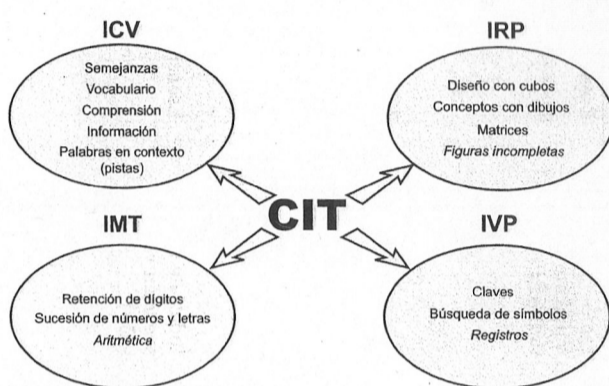 ICV
Semejanzas
Vocabulario
Comprensión
Información
Palabras en contexto
(pistas)
IRP
Diseño con cubos
Conceptos con dibujos
Matrices
Figuras incompletas
CIT
IMT
Retención de dígitos
Sucesión de números y letras
Aritmética
IVP
Claves
Búsqueda de símbolos
Registros